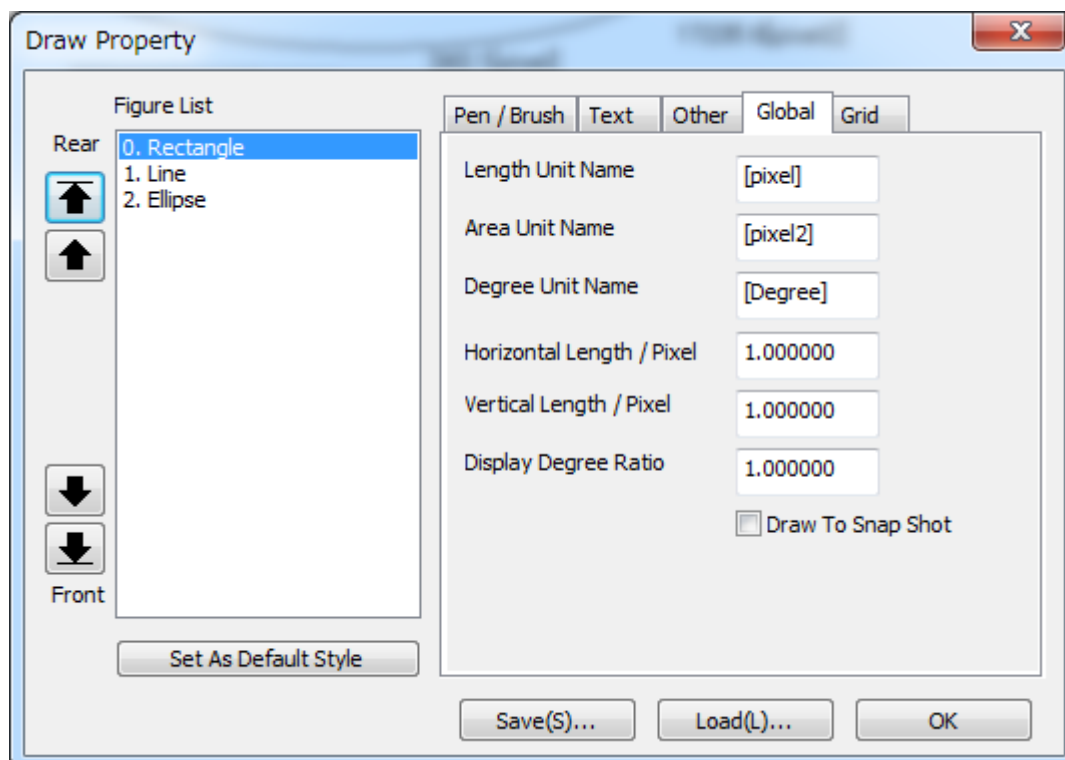 Draw Property
Figure List
Rear
0. Rectangle
1. Line
2. Ellipse
Front
Set As Default Style
Pen / Brush
Text
Other
Global
Grid
Length Unit Name
[pixel]
Area Unit Name
[pixel2]
Degree Unit Name
[Degree]
Horizontal Length / Pixel
1.000000
Vertical Length / Pixel
1.000000
Display Degree Ratio
1.000000
Draw To Snap Shot
Save(S)...
Load(L)...
OK